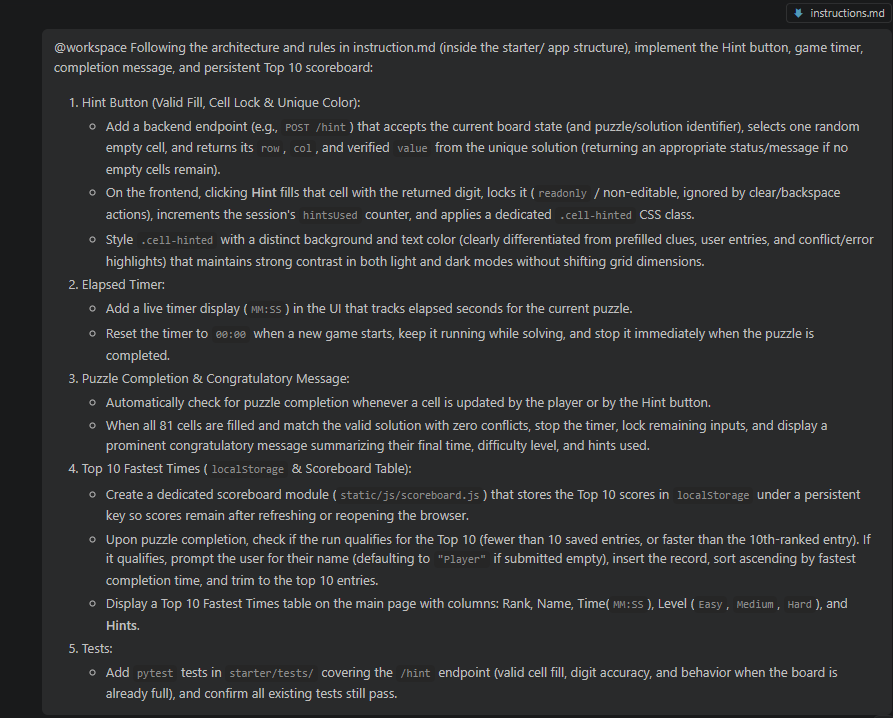 instructions.md
@workspace Following the architecture and rules in instruction.md (inside the starter/ app structure), implement the Hint button, game timer,
completion message, and persistent Top 10 scoreboard:
1. Hint Button (Valid Fill, Cell Lock & Unique Color):
Add a backend endpoint (e.g., POST /hint ) that accepts the current board state (and puzzle/solution identifier), selects one random
empty cell, and returns its row , col , and verified value from the unique solution (returning an appropriate status/message if no
empty cells remain).
On the frontend, clicking Hint fills that cell with the returned digit, locks it ( readonly / non-editable, ignored by clear/backspace
actions), increments the session's hintsUsed counter, and applies a dedicated .cell-hinted CSS class.
Style .cell-hinted with a distinct background and text color (clearly differentiated from prefilled clues, user entries, and conflict/error
highlights) that maintains strong contrast in both light and dark modes without shifting grid dimensions.
2. Elapsed Timer:
Add a live timer display ( MM:SS ) in the UI that tracks elapsed seconds for the current puzzle.
Reset the timer to 00:00 when a new game starts, keep it running while solving, and stop it immediately when the puzzle is
completed.
3. Puzzle Completion & Congratulatory Message:
Automatically check for puzzle completion whenever a cell is updated by the player or by the Hint button.
When all 81 cells are filled and match the valid solution with zero conflicts, stop the timer, lock remaining inputs, and display a
prominent congratulatory message summarizing their final time, difficulty level, and hints used.
4. Top 10 Fastest Times ( localStorage & Scoreboard Table):
Create a dedicated scoreboard module ( static/js/scoreboard.js ) that stores the Top 10 scores in localStorage under a persistent
key so scores remain after refreshing or reopening the browser.
Upon puzzle completion, check if the run qualifies for the Top 10 (fewer than 10 saved entries, or faster than the 10th-ranked entry). If
it qualifies, prompt the user for their name (defaulting to "Player" if submitted empty), insert the record, sort ascending by fastest
completion time, and trim to the top 10 entries.
Display a Top 10 Fastest Times table on the main page with columns: Rank, Name, Time( MM:SS ), Level ( Easy , Medium , Hard ), and
Hints.
5. Tests:
Add pytest tests in starter/tests/ covering the /hint endpoint (valid cell fill, digit accuracy, and behavior when the board is
already full), and confirm all existing tests still pass.